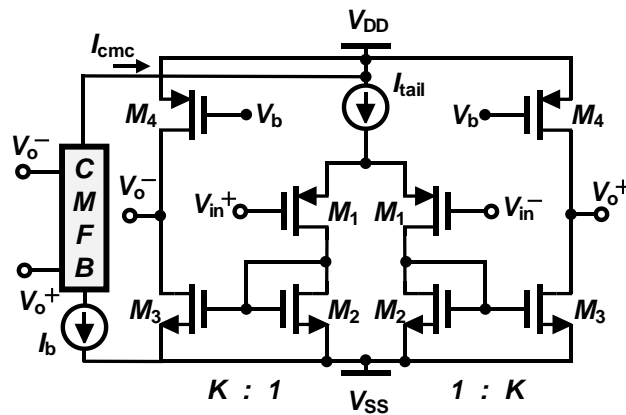 V_DD
I_cmc
I_tail
M_4
V_b
V_b
M_4
V_o^-
V_o^-
C
M
F
B
V_in^+
M_1
M_1
V_in^-
V_o^+
V_o^+
M_3
M_2
M_2
M_3
I_b
K : 1
V_SS
1 : K